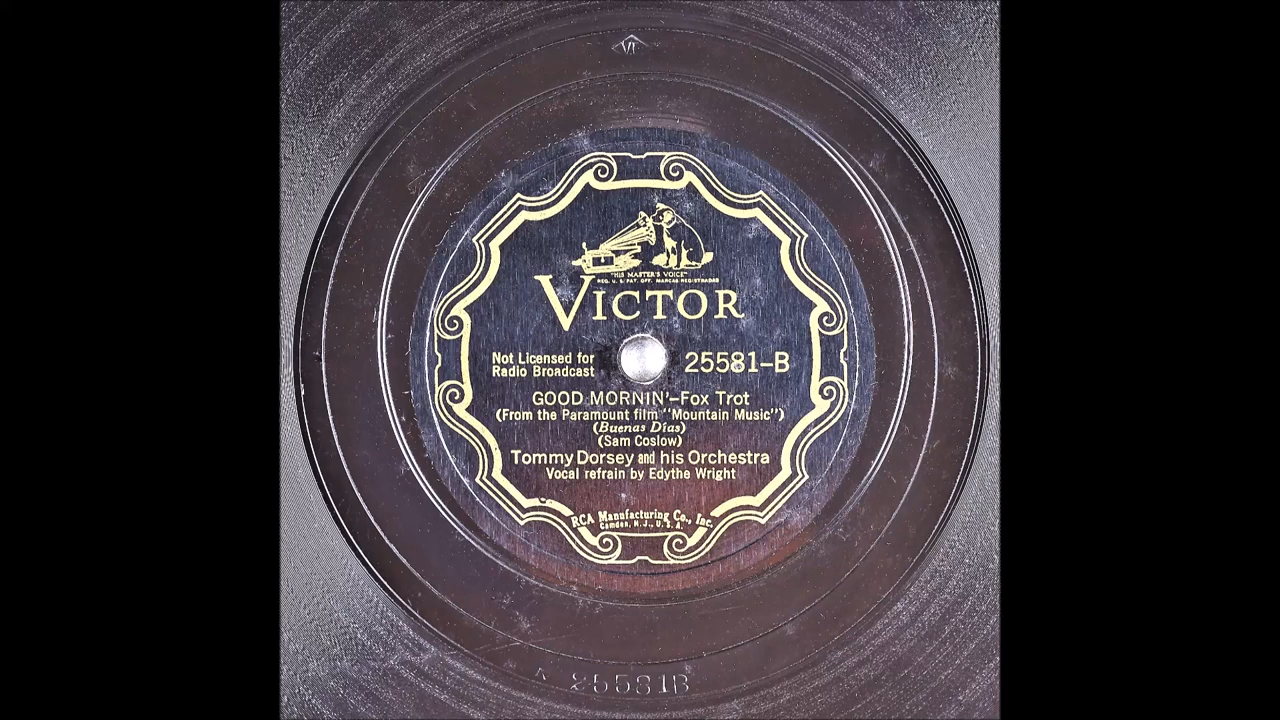 VI
"HIS MASTER'S VOICE"
REG. U. S. PAT. OFF. MARCAS REGISTRADAS
VICTOR
Not Licensed for
Radio Broadcast
25581-B
GOOD MORNIN'-Fox Trot
(From the Paramount film "Mountain Music")
(Buenas Días)
(Sam Coslow)
Tommy Dorsey and his Orchestra
Vocal refrain by Edythe Wright
RCA Manufacturing Co., Inc.
Camden, N. J., U. S. A.
25581B